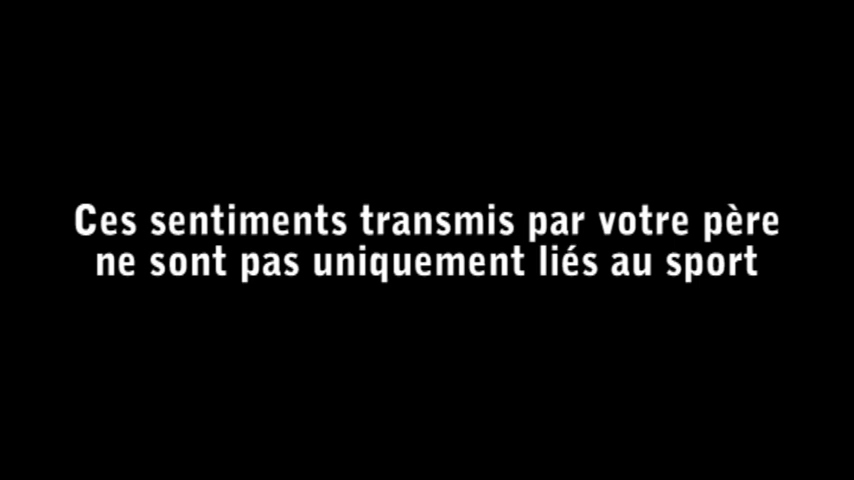 Ces sentiments transmis par votre père
ne sont pas uniquement liés au sport